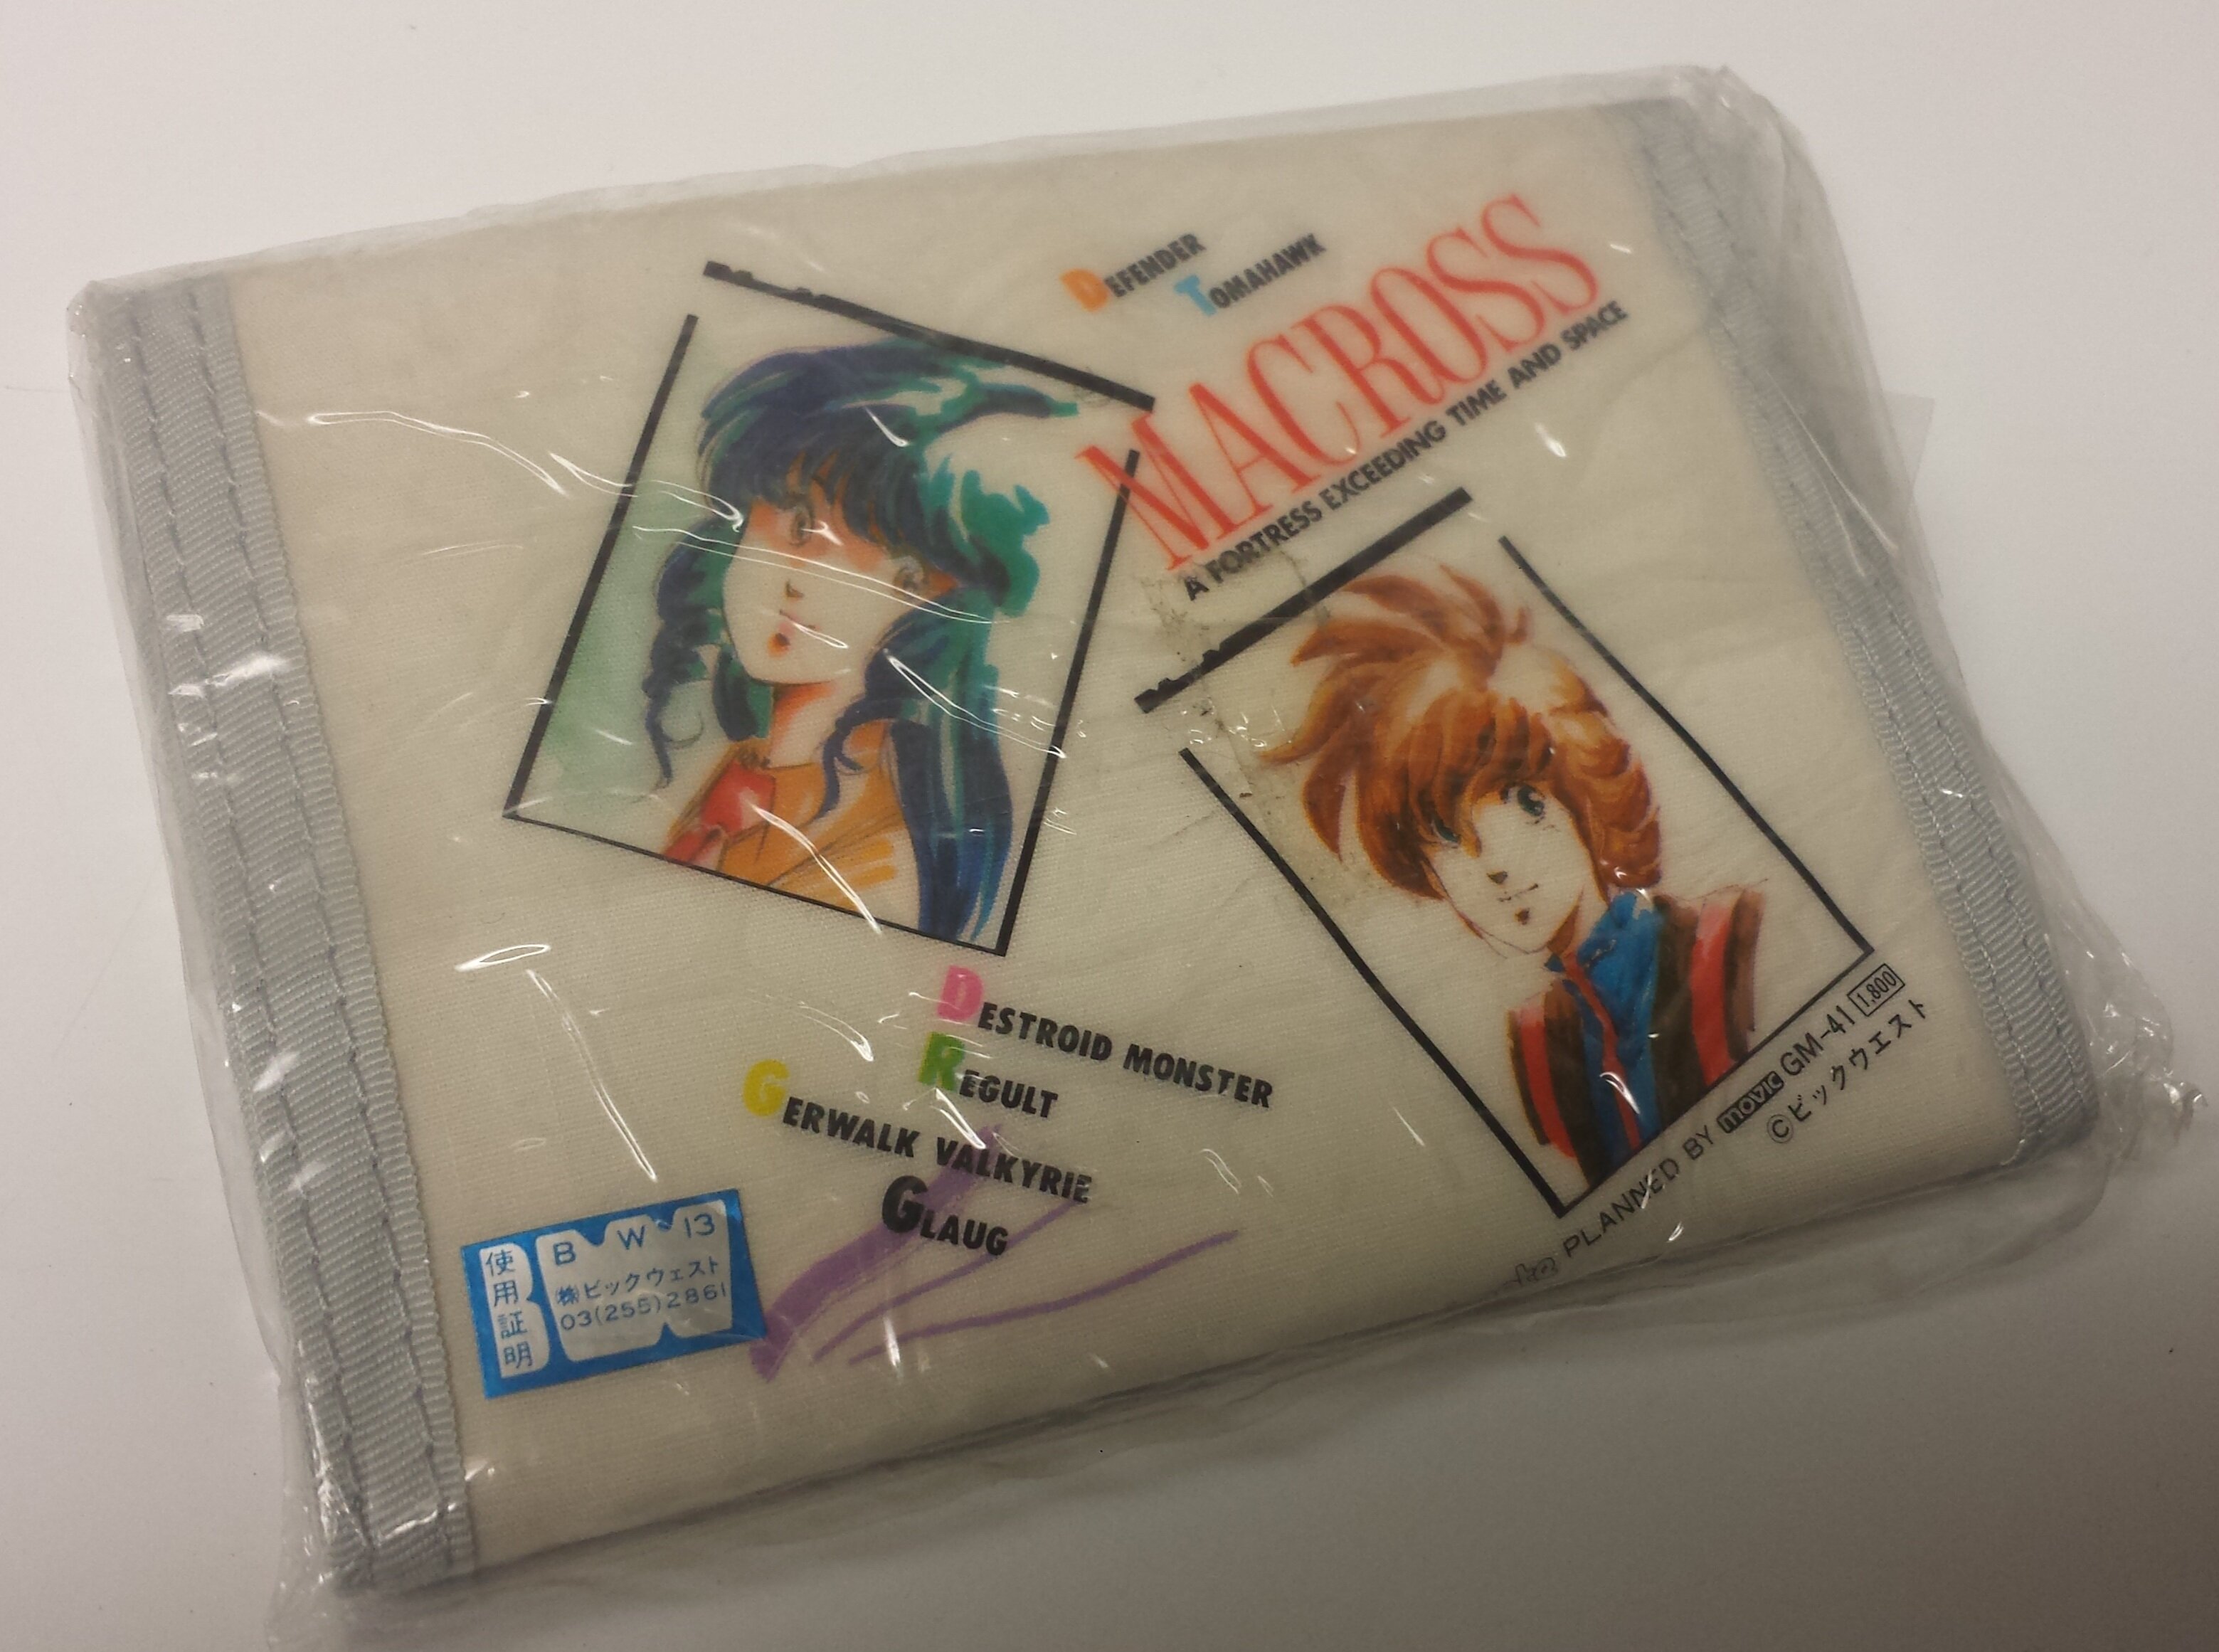 DEFENDER
TOMAHAWK
MACROSS
A FORTRESS EXCEEDING TIME AND SPACE
DESTROID MONSTER
REGULT
GERWALK VALKYRIE
GLAUG
PLANNED BY movic GM-41 1,800
©ビックウエスト
使用証明
BW-13
㈱ビックウェスト
03(255)2861